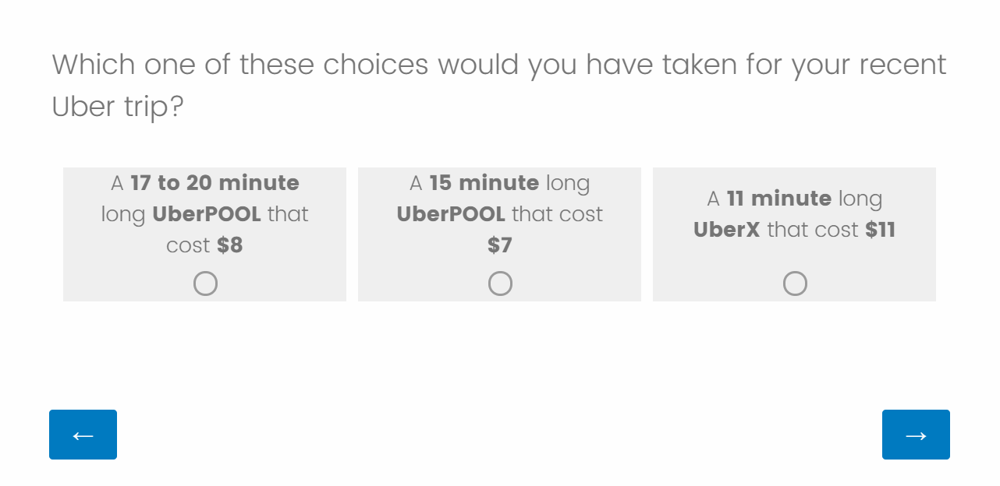 Which one of these choices would you have taken for your recent
Uber trip?
A 17 to 20 minute
long UberPOOL that
cost $8
A 15 minute long
UberPOOL that cost
$7
A 11 minute long
UberX that cost $11
← →